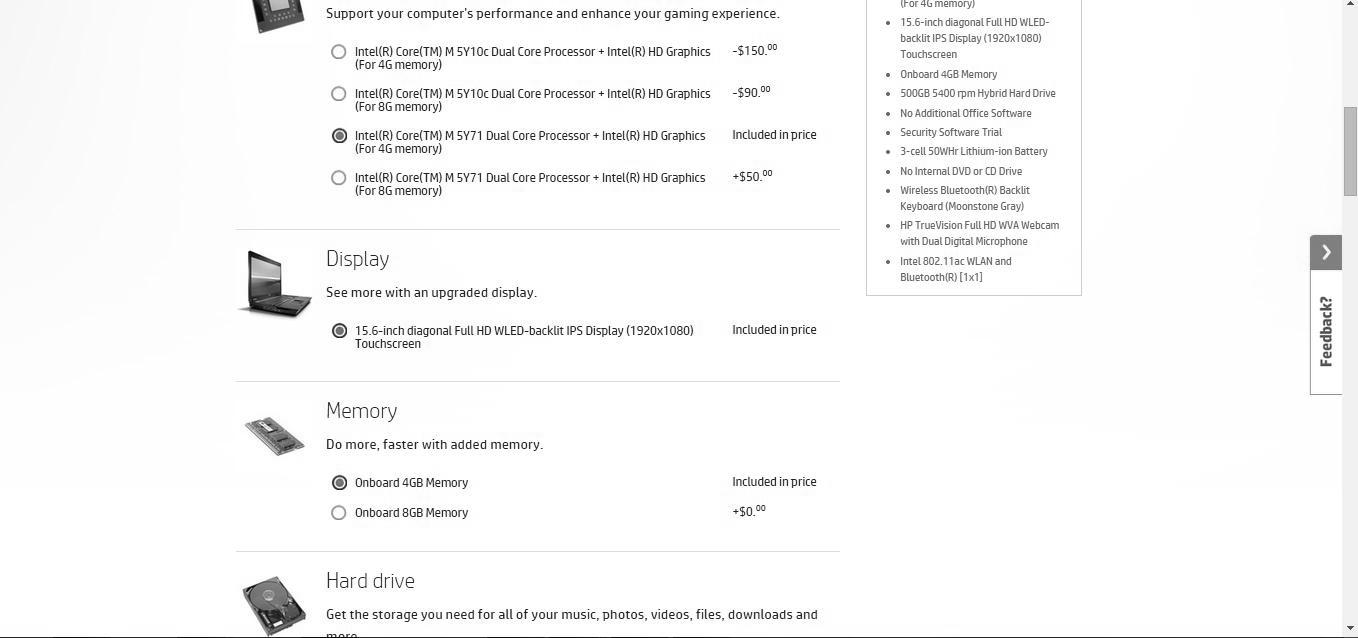 Support your computer's performance and enhance your gaming experience.
Intel(R) Core(TM) M 5Y10c Dual Core Processor + Intel(R) HD Graphics
(For 4G memory)
-$150.00
Intel(R) Core(TM) M 5Y10c Dual Core Processor + Intel(R) HD Graphics
(For 8G memory)
-$90.00
Intel(R) Core(TM) M 5Y71 Dual Core Processor + Intel(R) HD Graphics
(For 4G memory)
Included in price
Intel(R) Core(TM) M 5Y71 Dual Core Processor + Intel(R) HD Graphics
(For 8G memory)
+$50.00
Display
See more with an upgraded display.
15.6-inch diagonal Full HD WLED-backlit IPS Display (1920x1080)
Touchscreen
Included in price
Memory
Do more, faster with added memory.
Onboard 4GB Memory
Included in price
Onboard 8GB Memory
+$0.00
Hard drive
Get the storage you need for all of your music, photos, videos, files, downloads and
more.
(For 4G memory)
15.6-inch diagonal Full HD WLED-
backlit IPS Display (1920x1080)
Touchscreen
Onboard 4GB Memory
500GB 5400 rpm Hybrid Hard Drive
No Additional Office Software
Security Software Trial
3-cell 50WHr Lithium-ion Battery
No Internal DVD or CD Drive
Wireless Bluetooth(R) Backlit
Keyboard (Moonstone Gray)
HP TrueVision Full HD WVA Webcam
with Dual Digital Microphone
Intel 802.11ac WLAN and
Bluetooth(R) [1x1]
Feedback?